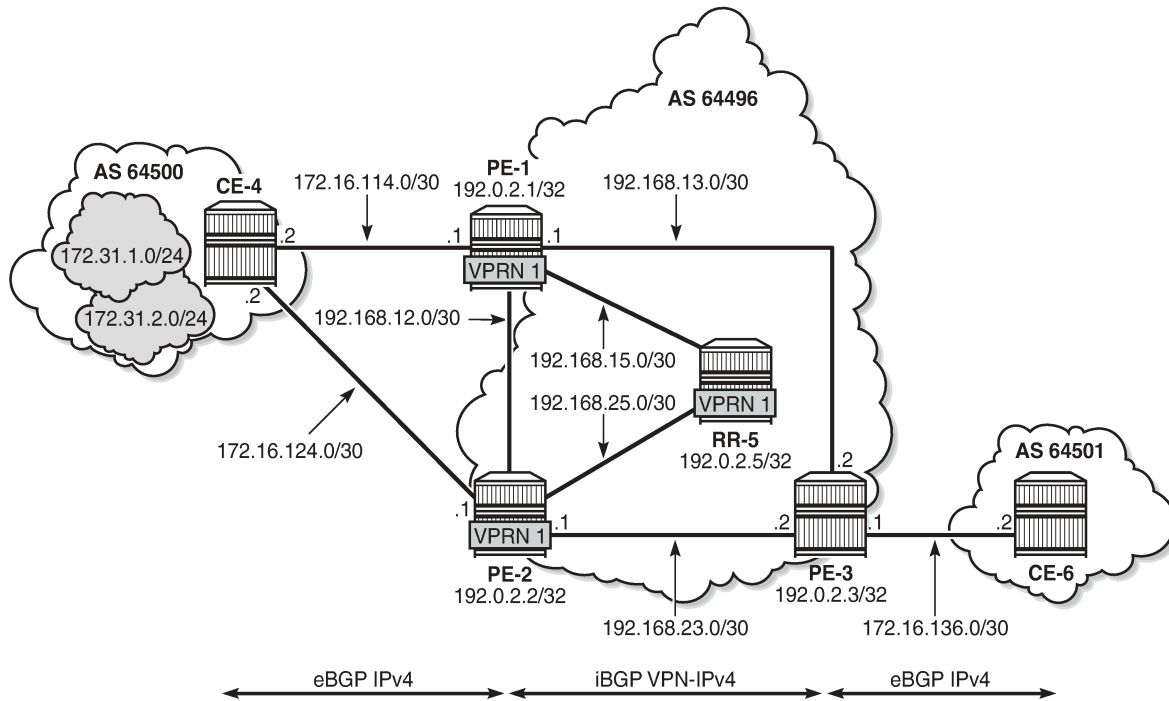 AS 64496
AS 64500
CE-4
172.16.114.0/30
PE-1
192.0.2.1/32
192.168.13.0/30
172.31.1.0/24
.2
.1
.1
VPRN 1
.2
172.31.2.0/24
192.168.12.0/30
192.168.15.0/30
192.168.25.0/30
VPRN 1
RR-5
192.0.2.5/32
172.16.124.0/30
AS 64501
.2
.1
VPRN 1
.1
.2
.1
.2
PE-2
192.0.2.2/32
PE-3
192.0.2.3/32
CE-6
192.168.23.0/30
172.16.136.0/30
eBGP IPv4
iBGP VPN-IPv4
eBGP IPv4